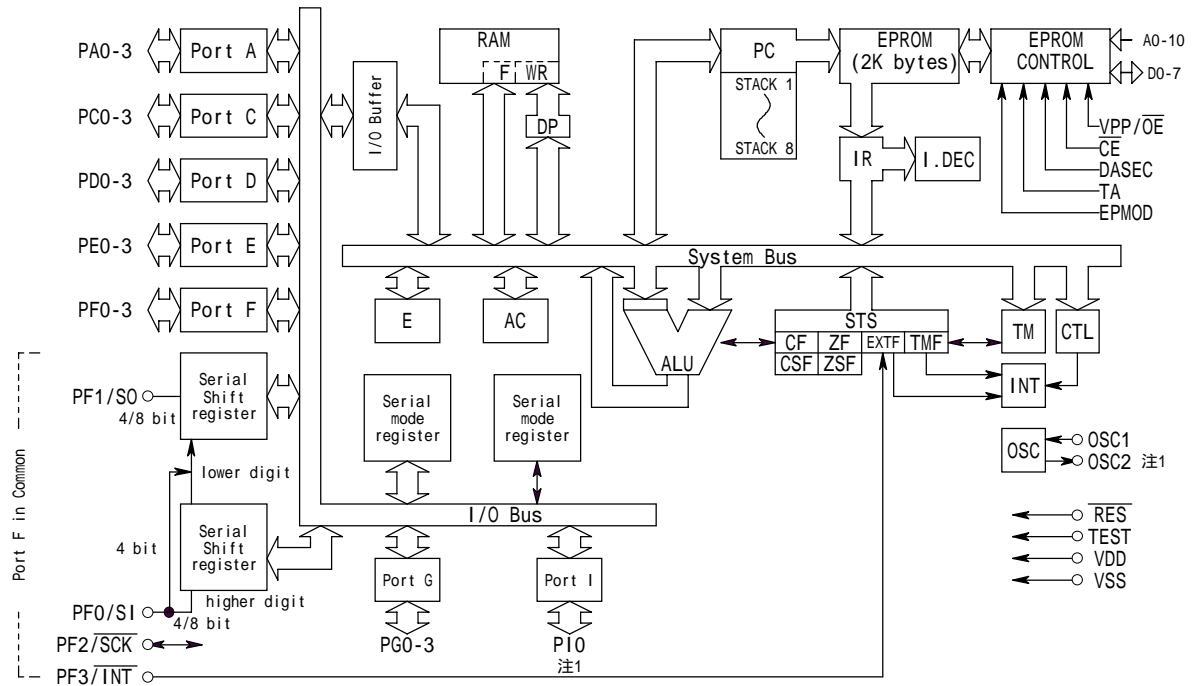 PA0-3
Port A
PC0-3
Port C
PD0-3
Port D
PE0-3
Port E
PF0-3
Port F
I/O Buffer
RAM
F
WR
DP
PC
STACK 1
STACK 8
EPROM
(2K bytes)
EPROM
CONTROL
A0-10
D0-7
VPP/O̅E̅
C̅E̅
DASEC
TA
EPMOD
IR
I.DEC
System Bus
E
AC
ALU
STS
CF
ZF
EXTF
TMF
CSF
ZSF
TM
CTL
INT
OSC
OSC1
OSC2 注1
R̅E̅S̅
TEST
VDD
VSS
Port F in Common
PF1/SO
4/8 bit
Serial
Shift
register
lower digit
Serial
Shift
register
4 bit
higher digit
PF0/SI
4/8 bit
PF2/S̅C̅K̅
PF3/I̅N̅T̅
Serial
mode
register
Serial
mode
register
I/O Bus
Port G
PG0-3
Port I
PI0
注1